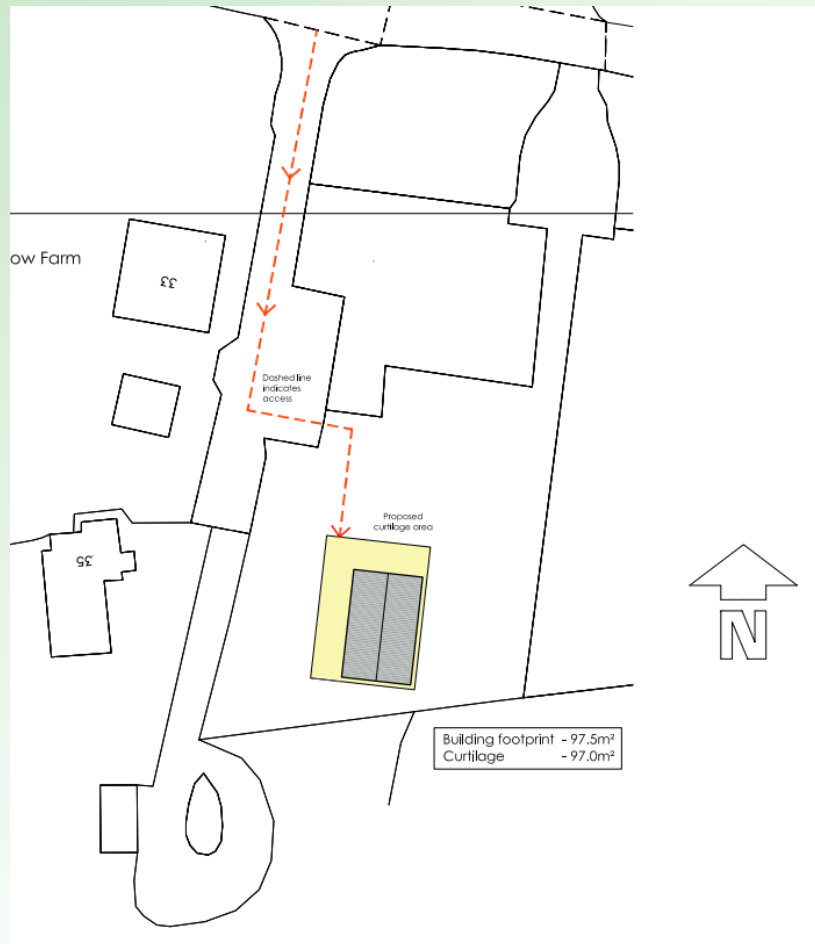 ow Farm
33
Dashed line
indicates
access
Proposed
curtilage area
35
N
Building footprint - 97.5m²
Curtilage - 97.0m²